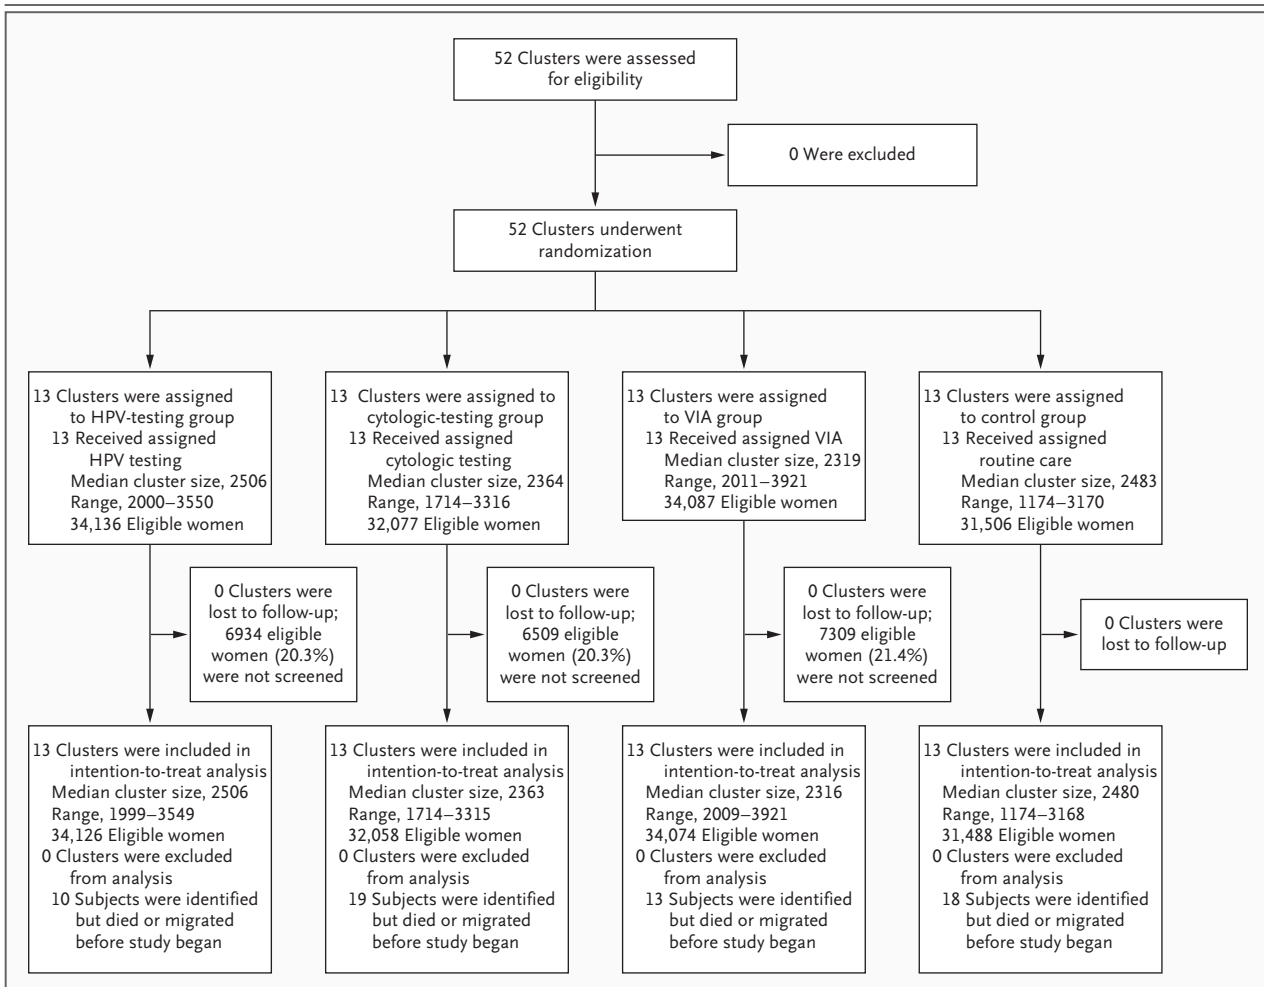 52 Clusters were assessed
for eligibility
0 Were excluded
52 Clusters underwent
randomization
13 Clusters were assigned
to HPV-testing group
13 Received assigned
HPV testing
Median cluster size, 2506
Range, 2000–3550
34,136 Eligible women
13 Clusters were assigned to
cytologic-testing group
13 Received assigned
cytologic testing
Median cluster size, 2364
Range, 1714–3316
32,077 Eligible women
13 Clusters were assigned
to VIA group
13 Received assigned VIA
Median cluster size, 2319
Range, 2011–3921
34,087 Eligible women
13 Clusters were assigned
to control group
13 Received assigned
routine care
Median cluster size, 2483
Range, 1174–3170
31,506 Eligible women
0 Clusters were
lost to follow-up;
6934 eligible
women (20.3%)
were not screened
0 Clusters were
lost to follow-up;
6509 eligible
women (20.3%)
were not screened
0 Clusters were
lost to follow-up;
7309 eligible
women (21.4%)
were not screened
0 Clusters were
lost to follow-up
13 Clusters were included in
intention-to-treat analysis
Median cluster size, 2506
Range, 1999–3549
34,126 Eligible women
0 Clusters were excluded
from analysis
10 Subjects were identified
but died or migrated
before study began
13 Clusters were included in
intention-to-treat analysis
Median cluster size, 2363
Range, 1714–3315
32,058 Eligible women
0 Clusters were excluded
from analysis
19 Subjects were identified
but died or migrated
before study began
13 Clusters were included in
intention-to-treat analysis
Median cluster size, 2316
Range, 2009–3921
34,074 Eligible women
0 Clusters were excluded
from analysis
13 Subjects were identified
but died or migrated
before study began
13 Clusters were included in
intention-to-treat analysis
Median cluster size, 2480
Range, 1174–3168
31,488 Eligible women
0 Clusters were excluded
from analysis
18 Subjects were identified
but died or migrated
before study began